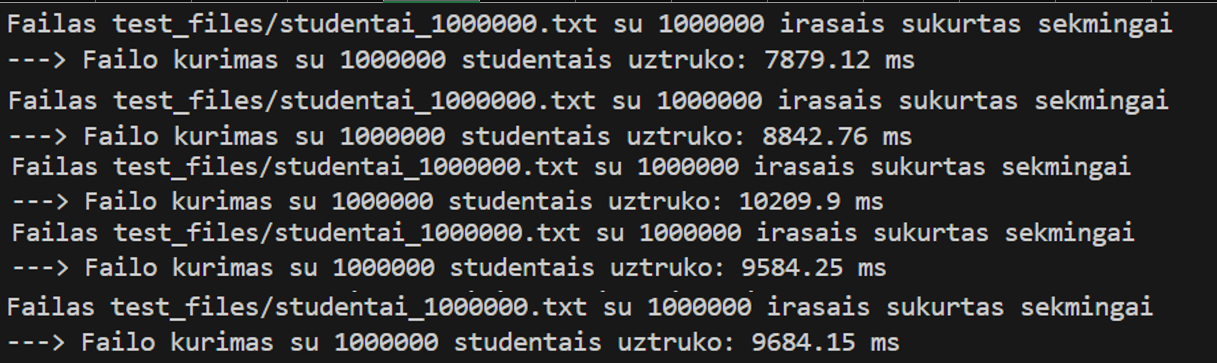 Failas test_files/studentai_1000000.txt su 1000000 irasais sukurtas sekmingai
---> Failo kurimas su 1000000 studentais uztruko: 7879.12 ms
Failas test_files/studentai_1000000.txt su 1000000 irasais sukurtas sekmingai
---> Failo kurimas su 1000000 studentais uztruko: 8842.76 ms
Failas test_files/studentai_1000000.txt su 1000000 irasais sukurtas sekmingai
---> Failo kurimas su 1000000 studentais uztruko: 10209.9 ms
Failas test_files/studentai_1000000.txt su 1000000 irasais sukurtas sekmingai
---> Failo kurimas su 1000000 studentais uztruko: 9584.25 ms
Failas test_files/studentai_1000000.txt su 1000000 irasais sukurtas sekmingai
---> Failo kurimas su 1000000 studentais uztruko: 9684.15 ms